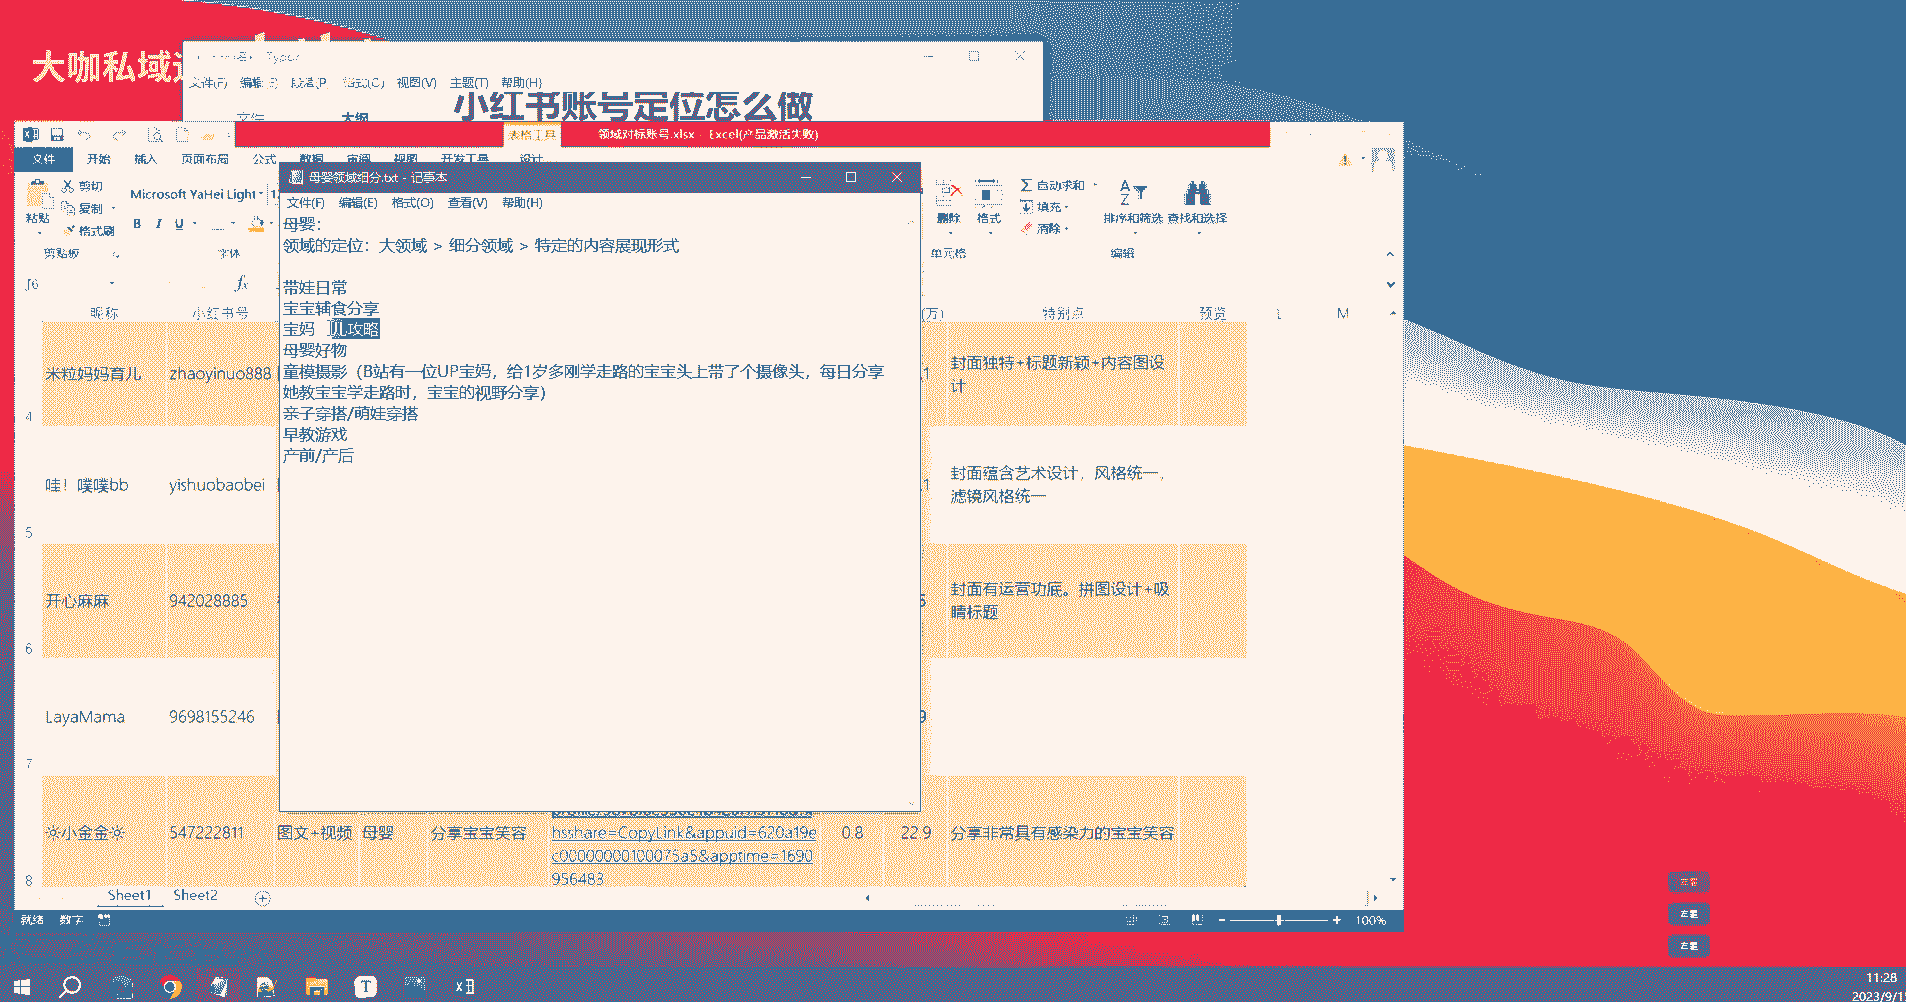 大咖私域
文件(F) 编辑(E) 段落(P) 格式(O) 视图(V) 主题(T) 帮助(H)
文件 大纲
小红书账号定位怎么做
表格工具
领域对标账号.xlsx - Excel(产品激活失败)
文件 开始 插入 页面布局 公式 数据 审阅 视图 开发工具 设计
粘贴
剪切
复制
格式刷
剪贴板
Microsoft YaHei Light
B I U
字体
删除 格式
单元格
自动求和
填充
清除
排序和筛选 查找和选择
编辑
J6
fx
母婴领域细分.txt - 记事本
文件(F) 编辑(E) 格式(O) 查看(V) 帮助(H)
母婴：
领域的定位：大领域 > 细分领域 > 特定的内容展现形式
带娃日常
宝宝辅食分享
宝妈 儿攻略
母婴好物
童模摄影（B站有一位UP宝妈，给1岁多刚学走路的宝宝头上带了个摄像头，每日分享
她教宝宝学走路时，宝宝的视野分享）
亲子穿搭/萌娃穿搭
早教游戏
产前/产后
昵称 小红书号 (万) 特别点 预览 L M
米粒妈妈育儿 zhaoyinuo888 封面独特+标题新颖+内容图设
计
4
哇！噗噗bb yishuobaobei 封面蕴含艺术设计，风格统一，
滤镜风格统一
5
开心麻麻 942028885 封面有运营功底。拼图设计+吸
睛标题
6
LayaMama 9698155246
7
小金金 547222811 图文+视频 母婴 分享宝宝笑容 hsshare=CopyLink&appuid=620a19e 0.8 22.9 分享非常具有感染力的宝宝笑容
c00000000100075a5&apptime=1690
956483
8
Sheet1 Sheet2
就绪 数字
100%
11:28